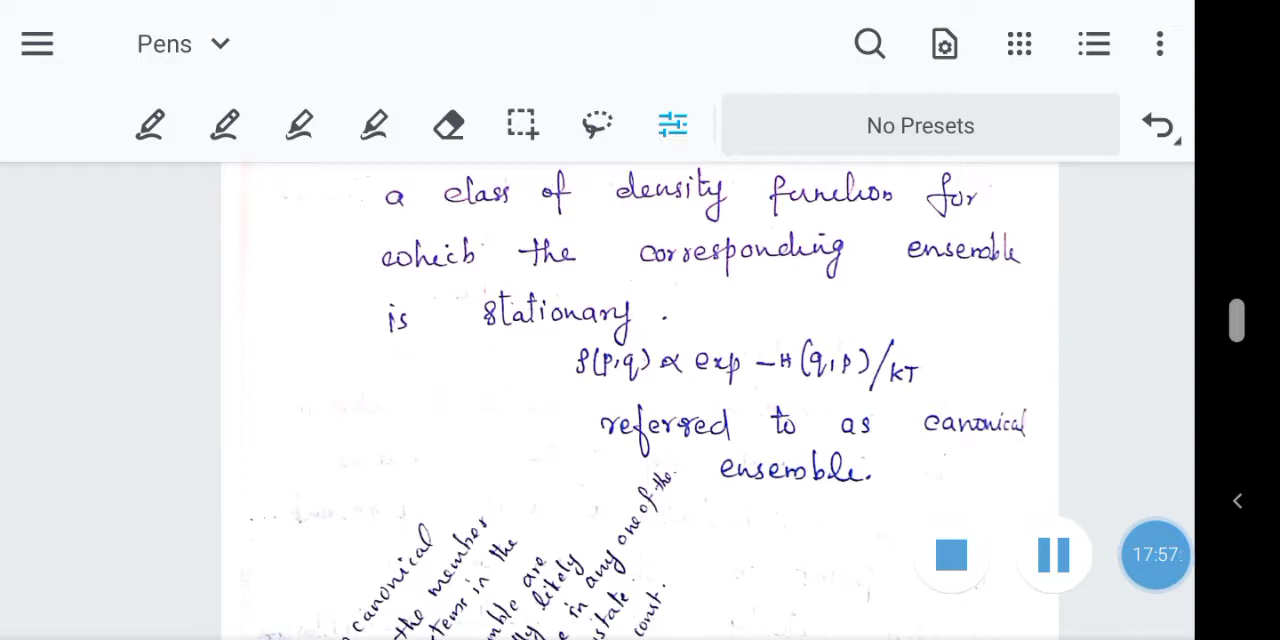 Pens
No Presets
a class of density function for
which the corresponding ensemble
is stationary.
ρ(p,q) ∝ exp −H(q,p)/kT
referred to as canonical
ensemble.
canonical
the member
in the
are
likely
in any one of the
state.
const.
17:57